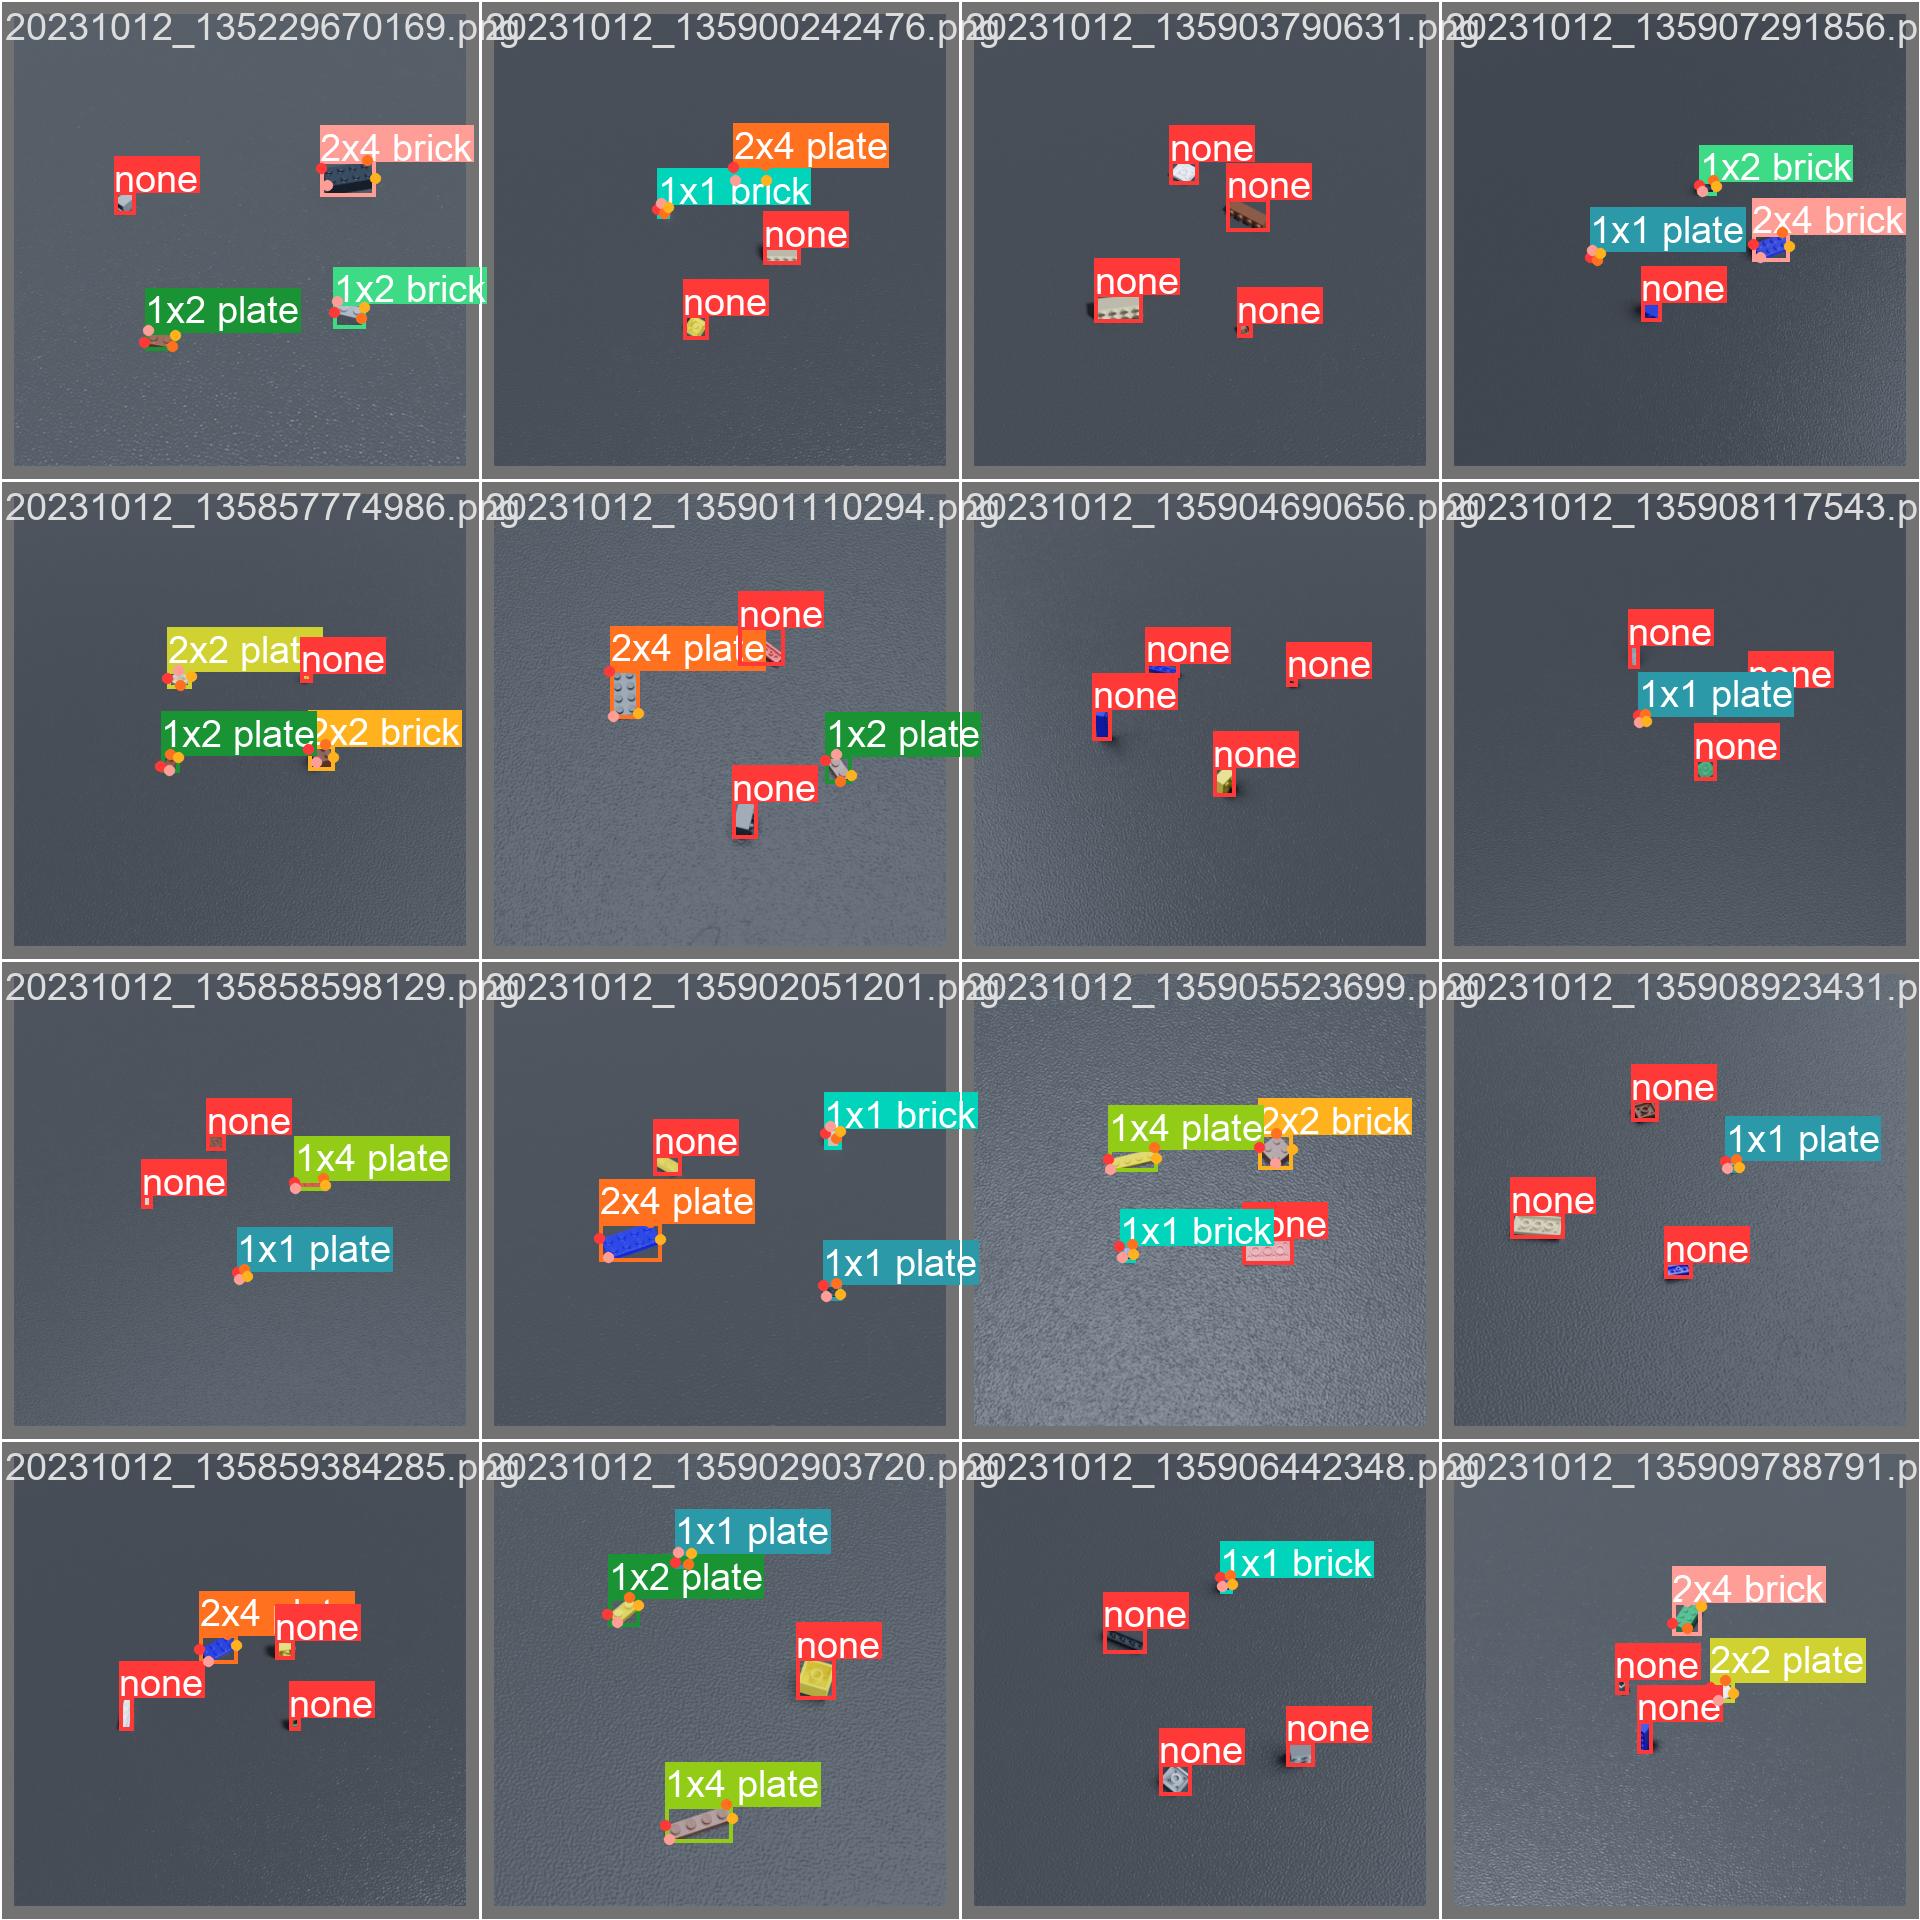 20231012_135229670169.png
none
2x4 brick
1x2 brick
1x2 plate
20231012_135900242476.png
2x4 plate
1x1 brick
none
none
20231012_135903790631.png
none
none
none
none
20231012_135907291856.p
1x2 brick
1x1 plate
2x4 brick
none
20231012_135857774986.png
2x2 plat
none
1x2 plate
2x2 brick
20231012_135901110294.png
none
2x4 plate
1x2 plate
none
20231012_135904690656.png
none
none
none
none
20231012_135908117543.p
none
none
1x1 plate
none
20231012_135858598129.png
none
1x4 plate
none
1x1 plate
20231012_135902051201.png
1x1 brick
none
2x4 plate
1x1 plate
20231012_135905523699.png
1x4 plate
2x2 brick
1x1 brick
one
20231012_135908923431.p
none
1x1 plate
none
none
20231012_135859384285.png
2x4
none
none
none
20231012_135902903720.png
1x1 plate
1x2 plate
none
1x4 plate
20231012_135906442348.png
1x1 brick
none
none
none
20231012_135909788791.p
2x4 brick
none
2x2 plate
none